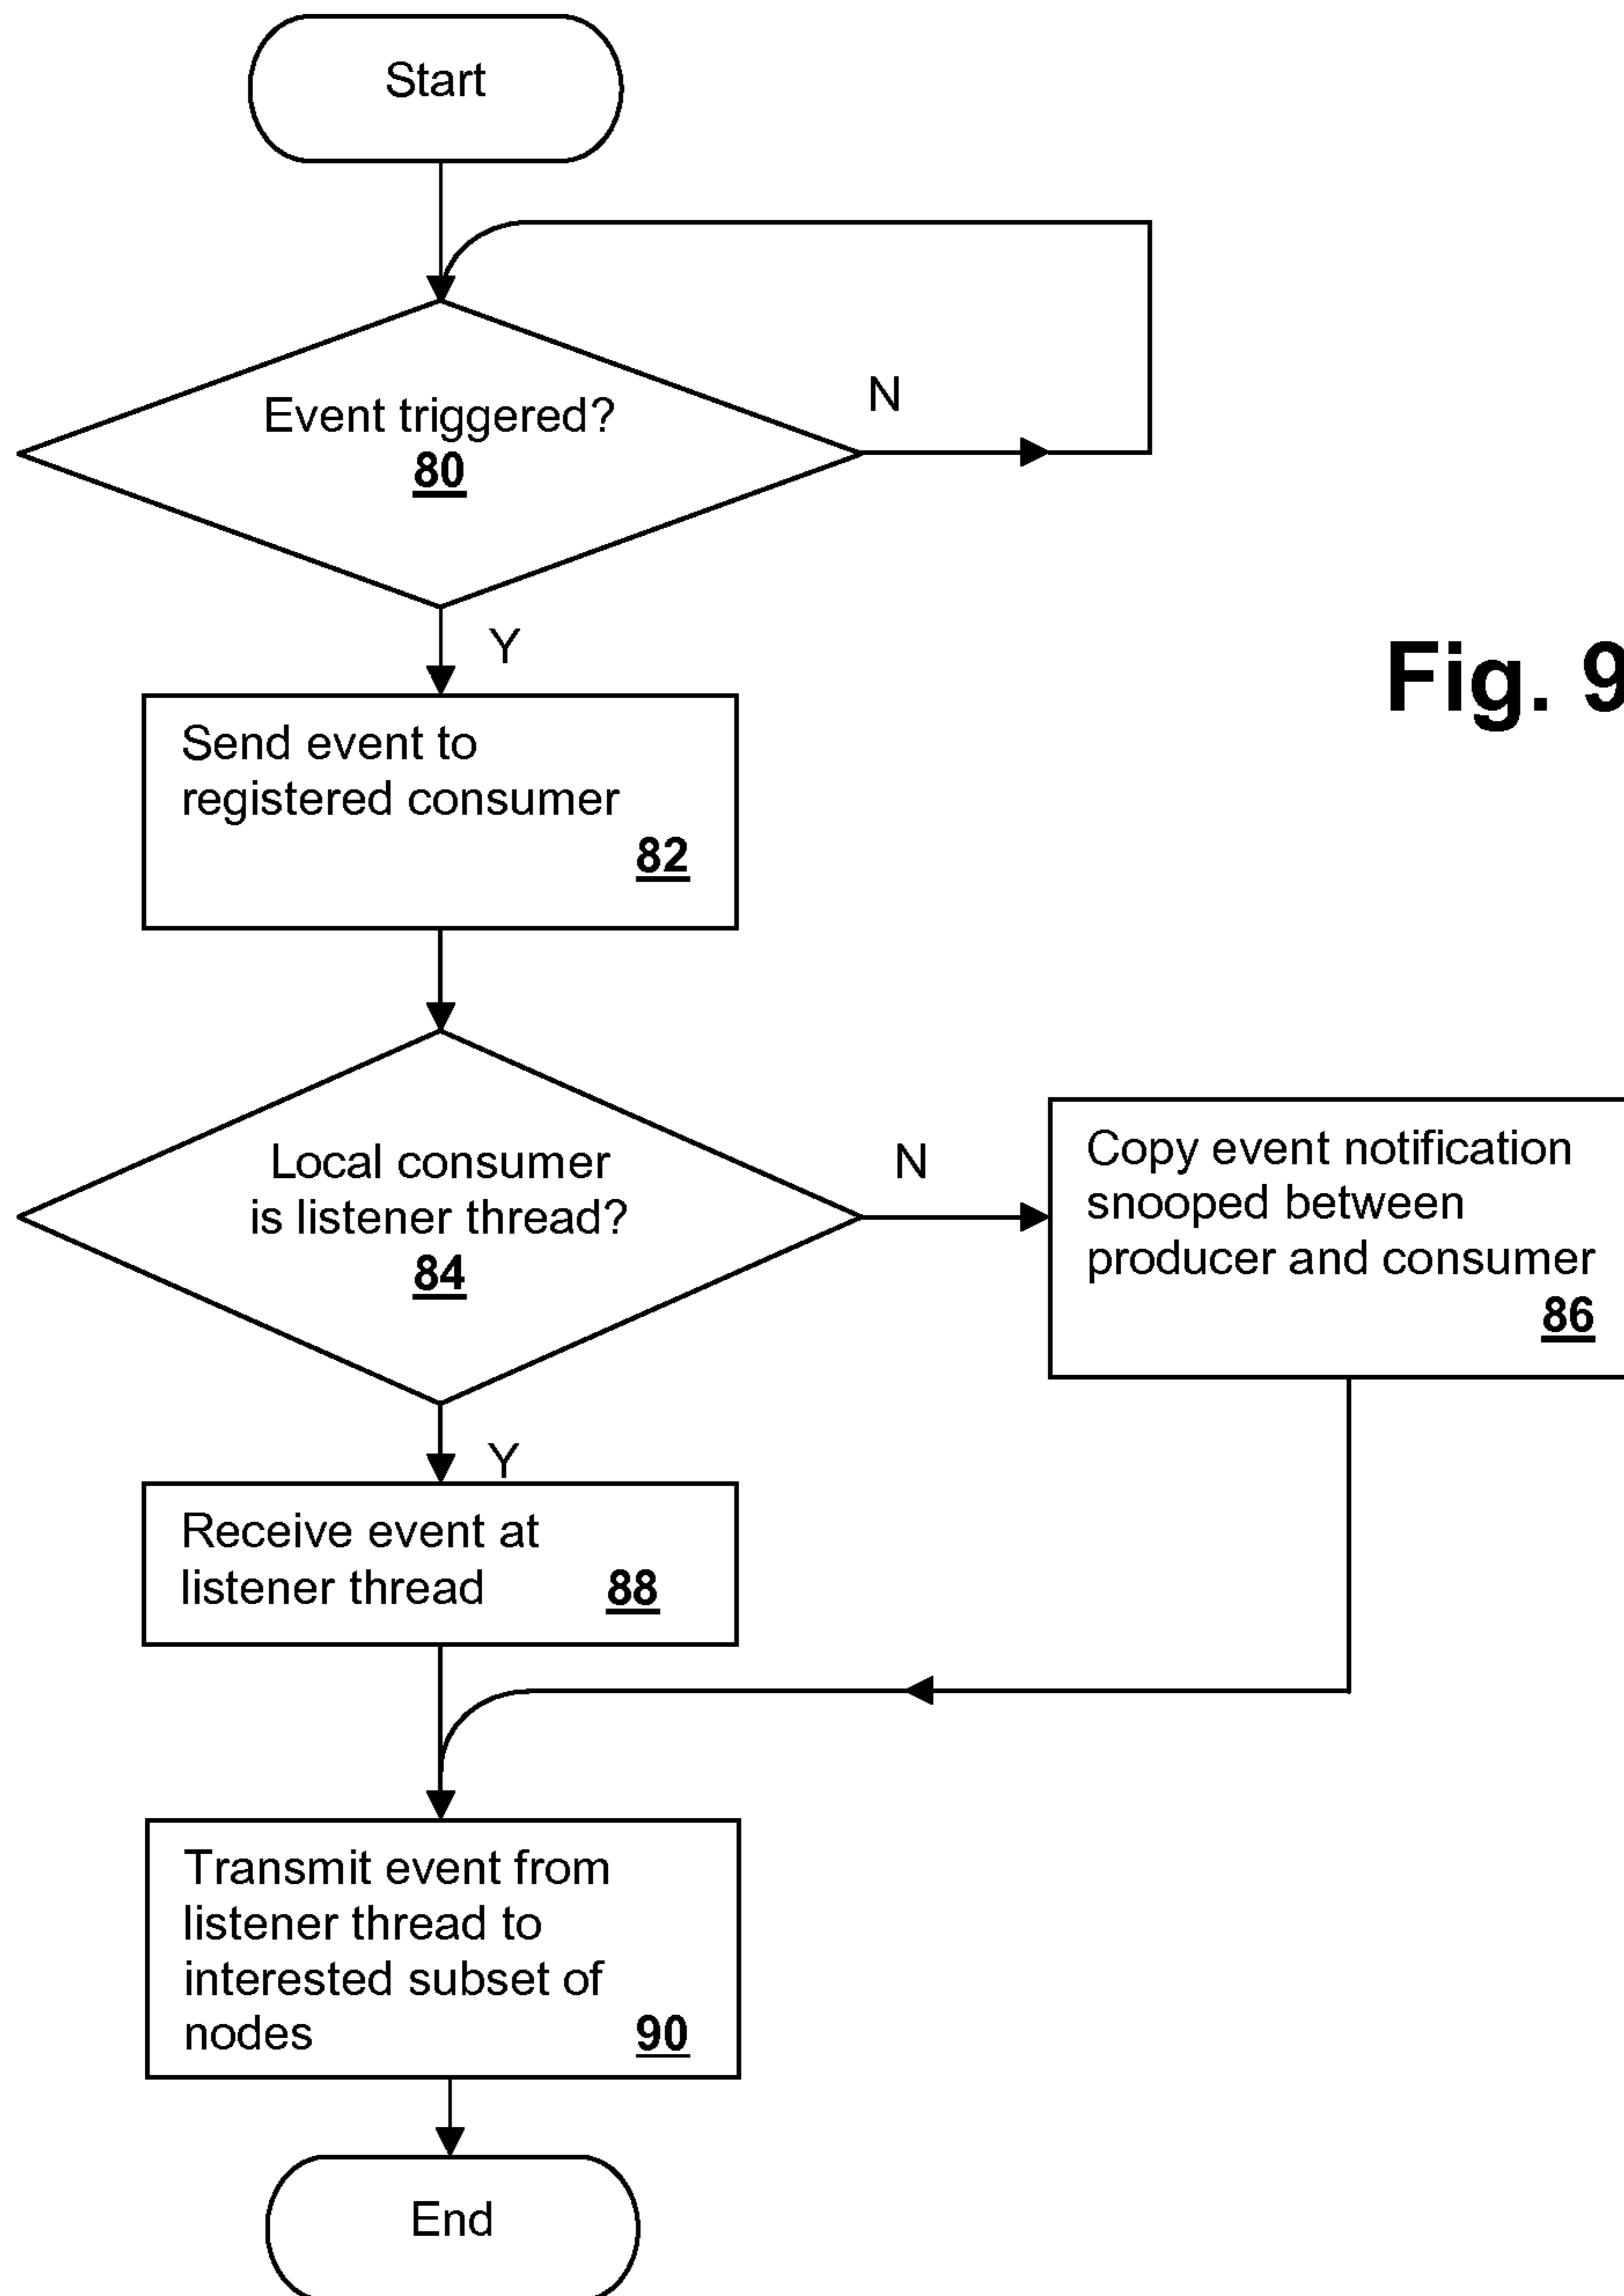 Start
Event triggered?
80
N
Y
Fig. 9
Send event to
registered consumer
82
Local consumer
is listener thread?
84
N
Copy event notification
snooped between
producer and consumer
86
Y
Receive event at
listener thread 88
Transmit event from
listener thread to
interested subset of
nodes 90
End